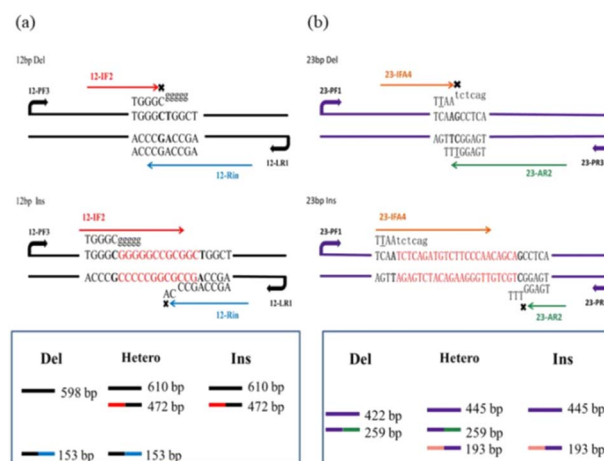 (a)
12bp Del
12-IF2
12-PF3
TGGGCggggg
TGGGCTGGCT
ACCCGACCGA
ACCCGACCGA
12-LR1
12-Rin
12bp Ins
12-IF2
12-PF3
TGGGCggggg
TGGGCGGGGGCCGCGGCTGGCT
ACCCGCCCCCGGCGCCGACCGA
CCGACCGA
AC
12-LR1
12-Rin
Del Hetero Ins
598 bp 610 bp 610 bp
472 bp 472 bp
153 bp 153 bp
(b)
23bp Del
23-IFA4
23-PF1
TTAAtctcag
TCAAGCCTCA
AGTTCGGAGT
TTTGGAGT
23-PR3
23-AR2
23bp Ins
23-IFA4
23-PF1
TTAAtctcag
TCAATCTCAGATGTCTTCCCAACAGCAGCCTCA
AGTTAGAGTCTACAGAAGGGTTGTCGTCGGAGT
GGAGT
TTT
23-PR3
23-AR2
Del Hetero Ins
422 bp 445 bp 445 bp
259 bp 259 bp
193 bp 193 bp